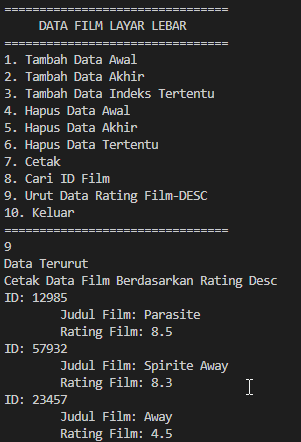 ================================
DATA FILM LAYAR LEBAR
================================
1. Tambah Data Awal
2. Tambah Data Akhir
3. Tambah Data Indeks Tertentu
4. Hapus Data Awal
5. Hapus Data Akhir
6. Hapus Data Tertentu
7. Cetak
8. Cari ID Film
9. Urut Data Rating Film-DESC
10. Keluar
================================
9
Data Terurut
Cetak Data Film Berdasarkan Rating Desc
ID: 12985
Judul Film: Parasite
Rating Film: 8.5
ID: 57932
Judul Film: Spirite Away
Rating Film: 8.3
ID: 23457
Judul Film: Away
Rating Film: 4.5